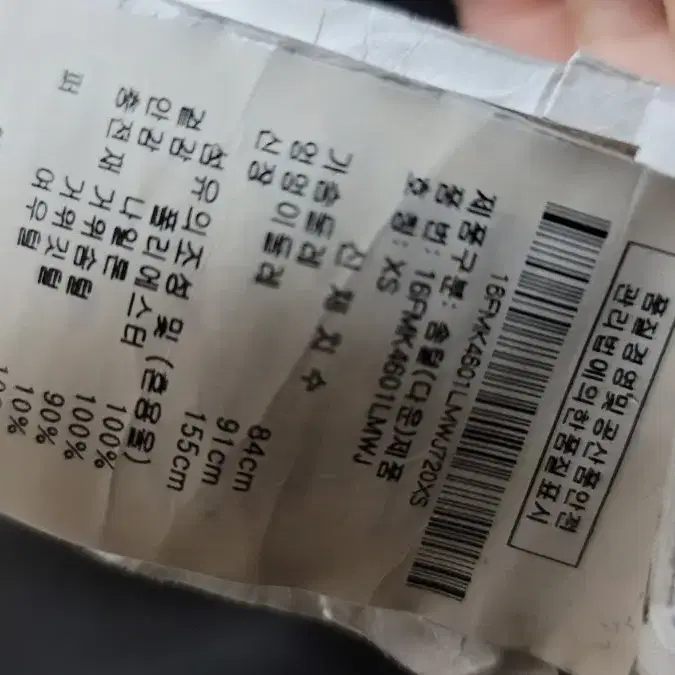 품질경영및 공산품안전
관리법에의한 품질표시
16FMK4601LMWJ720XS
제품구분: 솜털(다운)제품
품 번: 16FMK4601LMWJ
호 칭: XS
신 체 치 수
가슴둘레 84cm
엉덩이둘레 91cm
신장 155cm
섬유의조성 및 (혼용율)
겉감 폴리에스터 100%
안감 나일론 100%
충전재 거위솜털 90%
거위깃털 10%
퍼 여우털